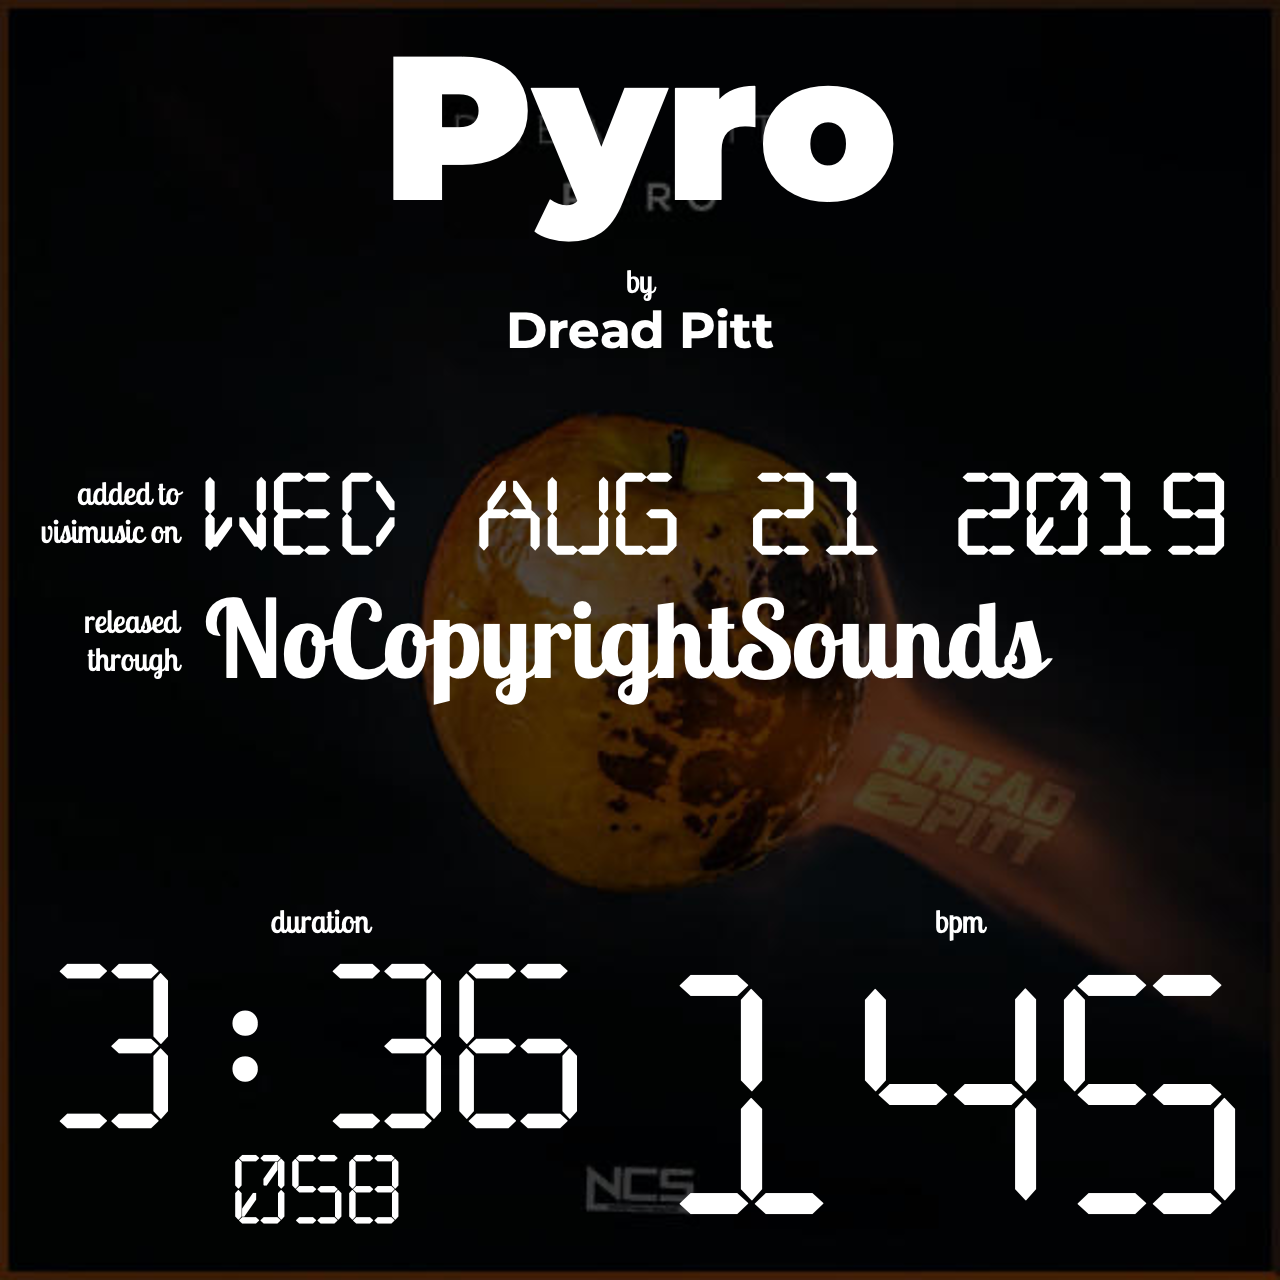 Pyro
PYRO
by
Dread Pitt
added to
visimusic on
WED AUG 21 2019
released
through
NoCopyrightSounds
DREAD
PITT
duration
bpm
3:36
145
058
NCS